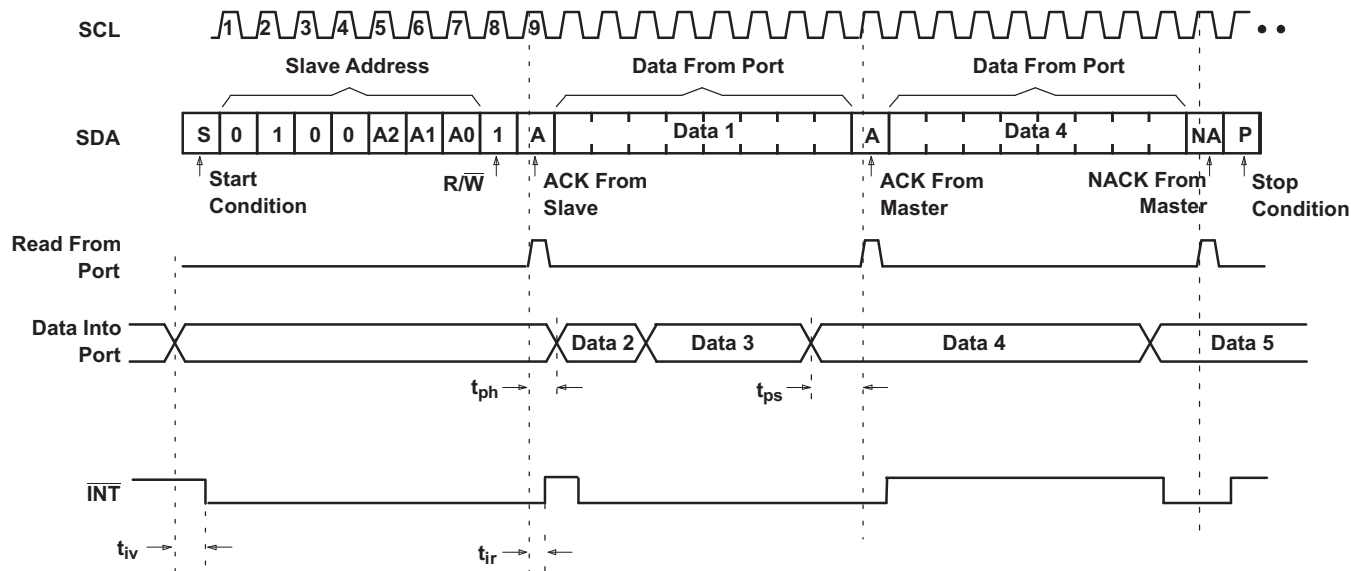 SCL 1 2 3 4 5 6 7 8 9
Slave Address Data From Port Data From Port
SDA S 0 1 0 0 A2 A1 A0 1 A Data 1 A Data 4 NA P
Start Condition
R/W̅
ACK From Slave
ACK From Master
NACK From Master
Stop Condition
Read From Port
Data Into Port
Data 2 Data 3 Data 4 Data 5
tph tps
I̅N̅T̅
tiv tir